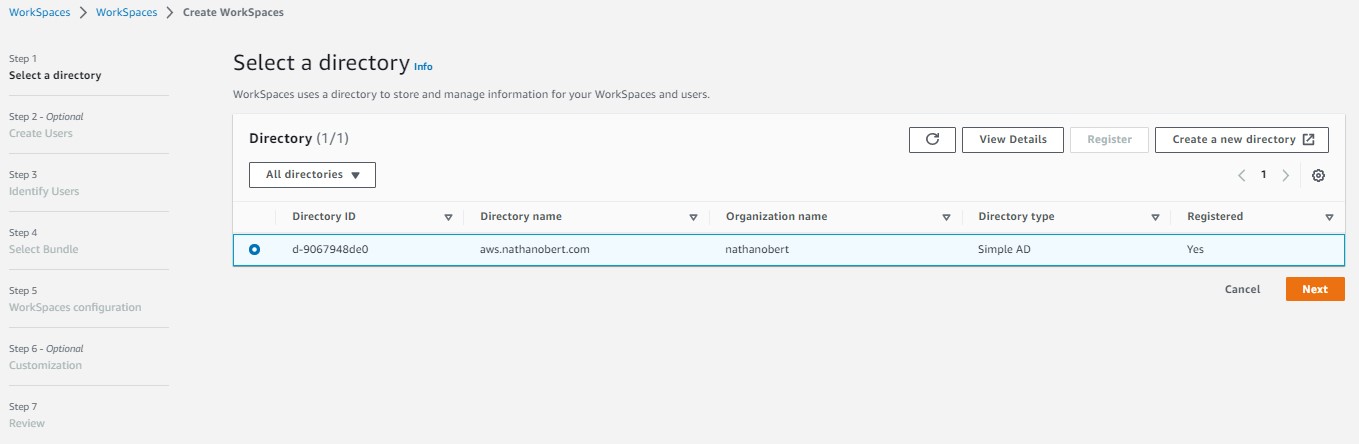 WorkSpaces > WorkSpaces > Create WorkSpaces
Step 1
Select a directory
Step 2 - Optional
Create Users
Step 3
Identify Users
Step 4
Select Bundle
Step 5
WorkSpaces configuration
Step 6 - Optional
Customization
Step 7
Review
Select a directory Info
WorkSpaces uses a directory to store and manage information for your WorkSpaces and users.
Directory (1/1)
View Details
Register
Create a new directory
All directories
1
Directory ID Directory name Organization name Directory type Registered
d-9067948de0 aws.nathanobert.com nathanobert Simple AD Yes
Cancel Next